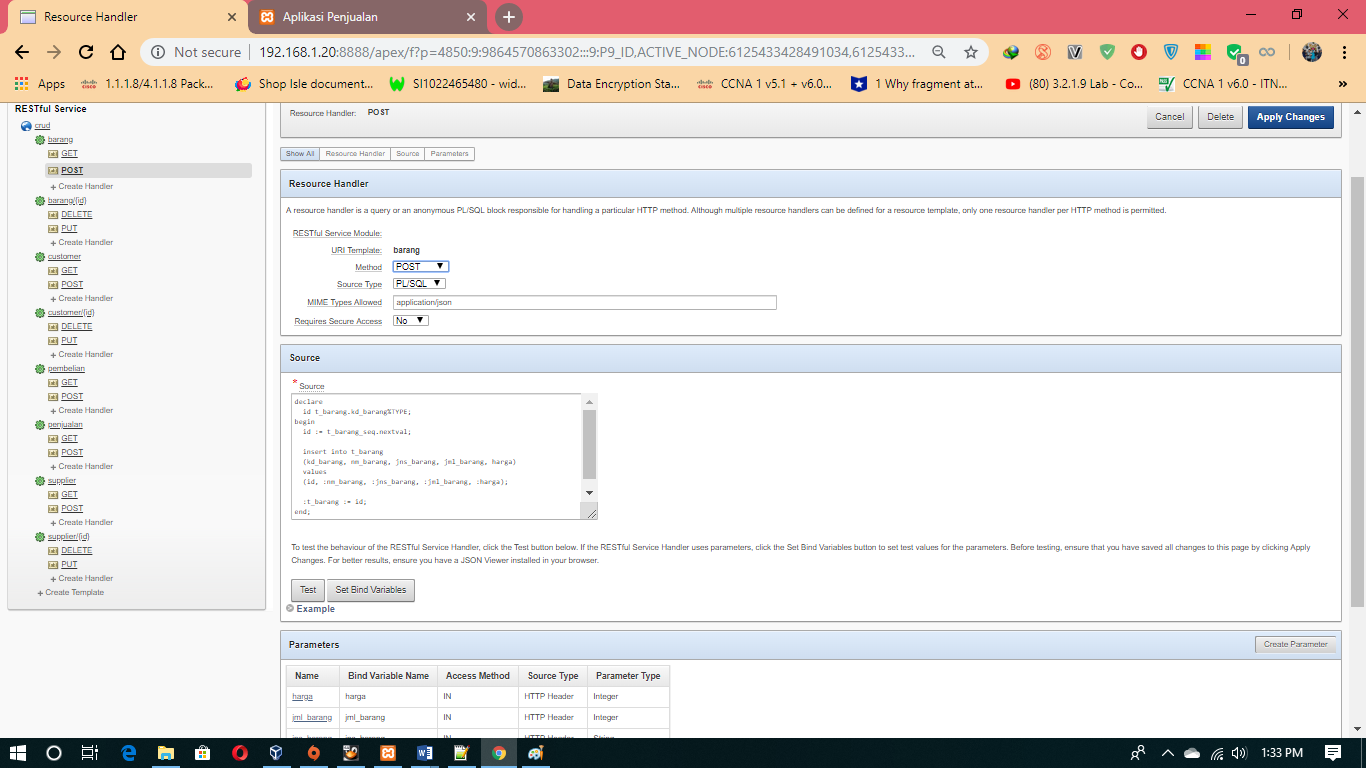 Resource Handler
Aplikasi Penjualan
Not secure
192.168.1.20:8888/apex/f?p=4850:9:9864570863302:::9:P9_ID,ACTIVE_NODE:6125433428491034,6125433...
0
Apps
1.1.1.8/4.1.1.8 Pack...
Shop Isle document...
SI1022465480 - wid...
Data Encryption Sta...
CCNA 1 v5.1 + v6.0...
1 Why fragment at...
(80) 3.2.1.9 Lab - Co...
CCNA 1 v6.0 - ITN...
»
RESTful Service
crud
barang
GET
POST
+ Create Handler
barang/{id}
DELETE
PUT
+ Create Handler
customer
GET
POST
+ Create Handler
customer/{id}
DELETE
PUT
+ Create Handler
pembelian
GET
POST
+ Create Handler
penjualan
GET
POST
+ Create Handler
supplier
GET
POST
+ Create Handler
supplier/{id}
DELETE
PUT
+ Create Handler
+ Create Template
Resource Handler: POST
Cancel
Delete
Apply Changes
Show All
Resource Handler
Source
Parameters
Resource Handler
A resource handler is a query or an anonymous PL/SQL block responsible for handling a particular HTTP method. Although multiple resource handlers can be defined for a resource template, only one resource handler per HTTP method is permitted.
RESTful Service Module:
URI Template: barang
Method POST
Source Type PL/SQL
MIME Types Allowed application/json
Requires Secure Access No
Source
* Source
declare
id t_barang.kd_barang%TYPE;
begin
id := t_barang_seq.nextval;
insert into t_barang
(kd_barang, nm_barang, jns_barang, jml_barang, harga)
values
(id, :nm_barang, :jns_barang, :jml_barang, :harga);
:t_barang := id;
end;
To test the behaviour of the RESTful Service Handler, click the Test button below. If the RESTful Service Handler uses parameters, click the Set Bind Variables button to set test values for the parameters. Before testing, ensure that you have saved all changes to this page by clicking Apply
Changes. For better results, ensure you have a JSON Viewer installed in your browser.
Test
Set Bind Variables
Example
Parameters
Create Parameter
Name Bind Variable Name Access Method Source Type Parameter Type
harga harga IN HTTP Header Integer
jml_barang jml_barang IN HTTP Header Integer
1:33 PM